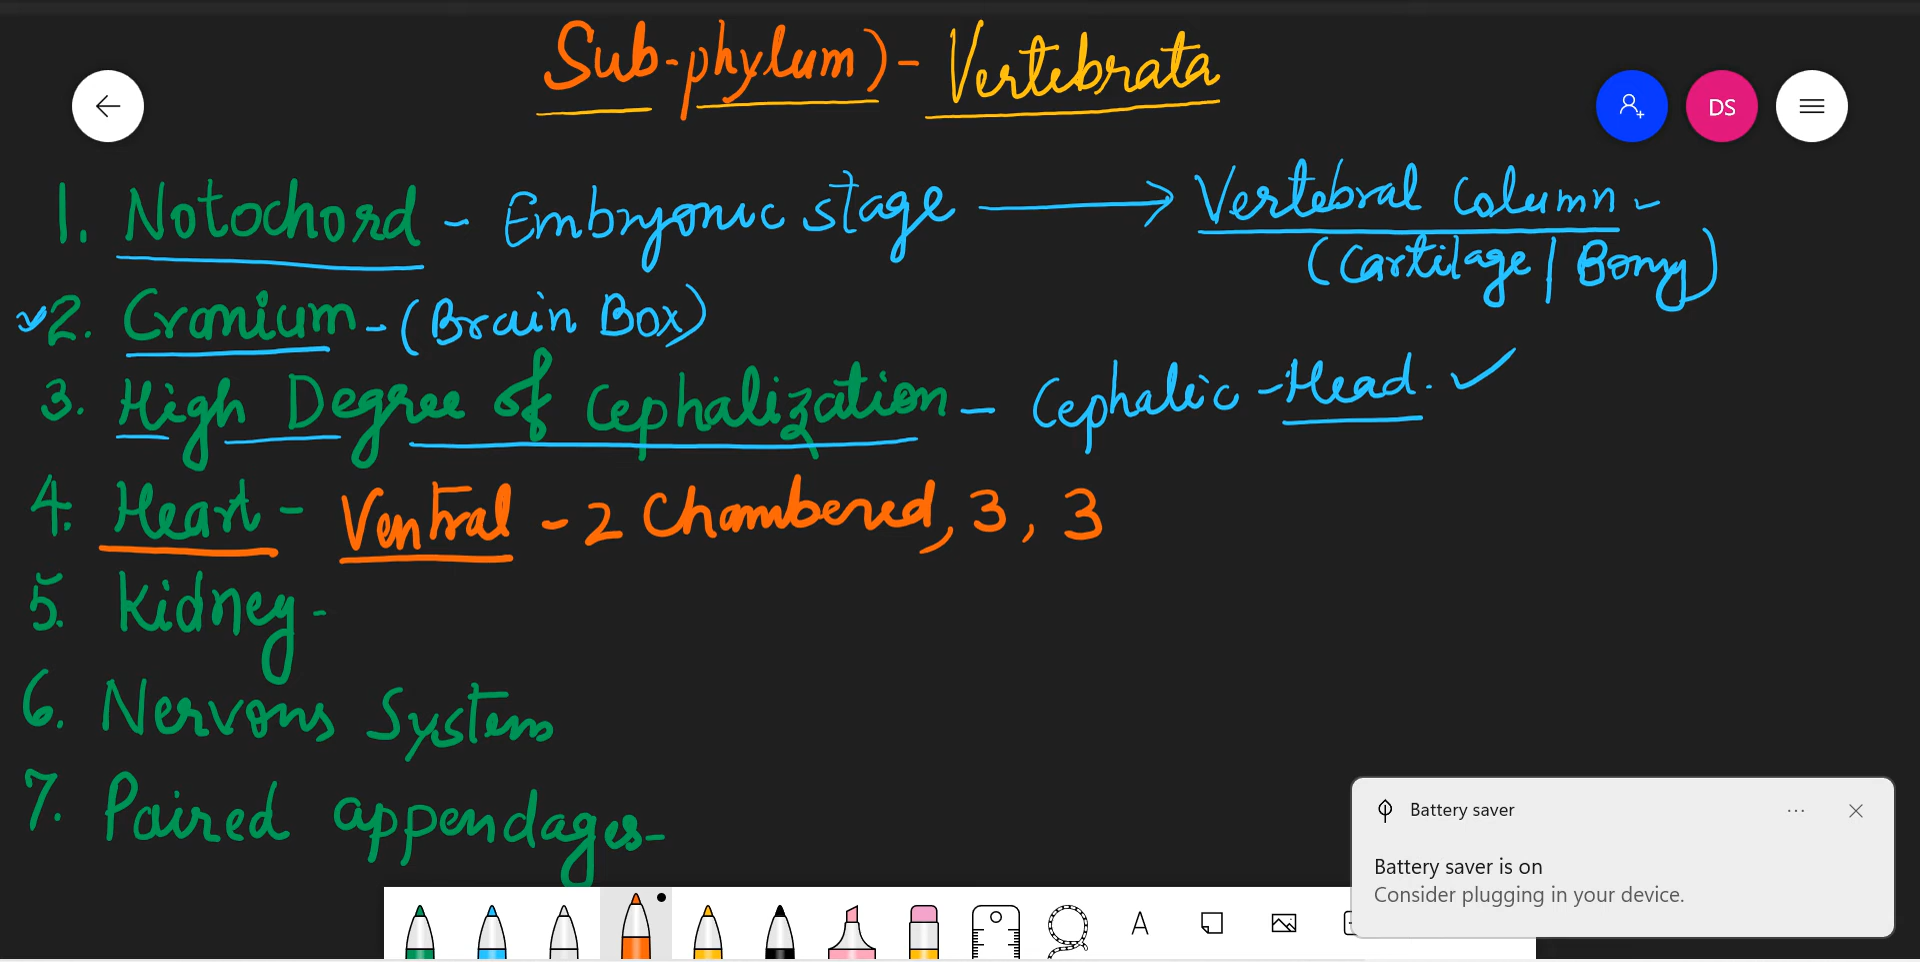 Sub-phylum) - Vertebrata
DS
1. Notochord - Embryonic stage → Vertebral Column -
(Cartilage | Bony)
2. Cranium - (Brain Box)
3. High Degree of Cephalization - Cephalic - Head. ✓
4. Heart - Ventral - 2 Chambered, 3, 3
5. Kidney -
6. Nervous System
7. Paired appendages -
Battery saver
Battery saver is on
Consider plugging in your device.
A